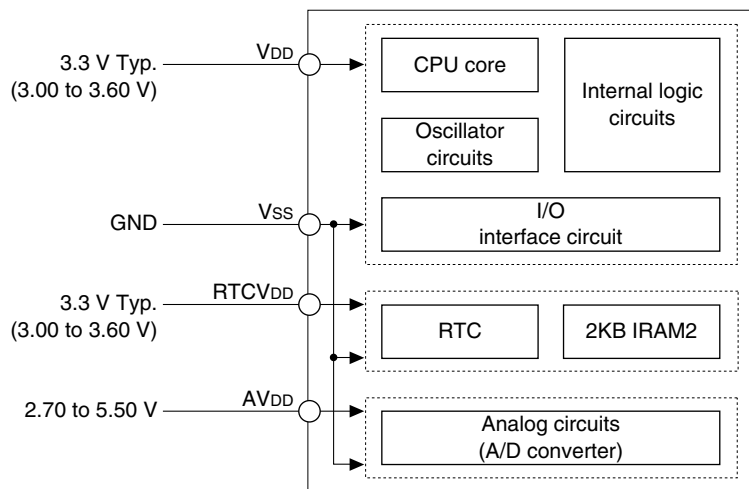 VDD
3.3 V Typ.
(3.00 to 3.60 V)
CPU core
Internal logic
circuits
Oscillator
circuits
VSS
GND
I/O
interface circuit
RTCVDD
3.3 V Typ.
(3.00 to 3.60 V)
RTC
2KB IRAM2
AVDD
2.70 to 5.50 V
Analog circuits
(A/D converter)